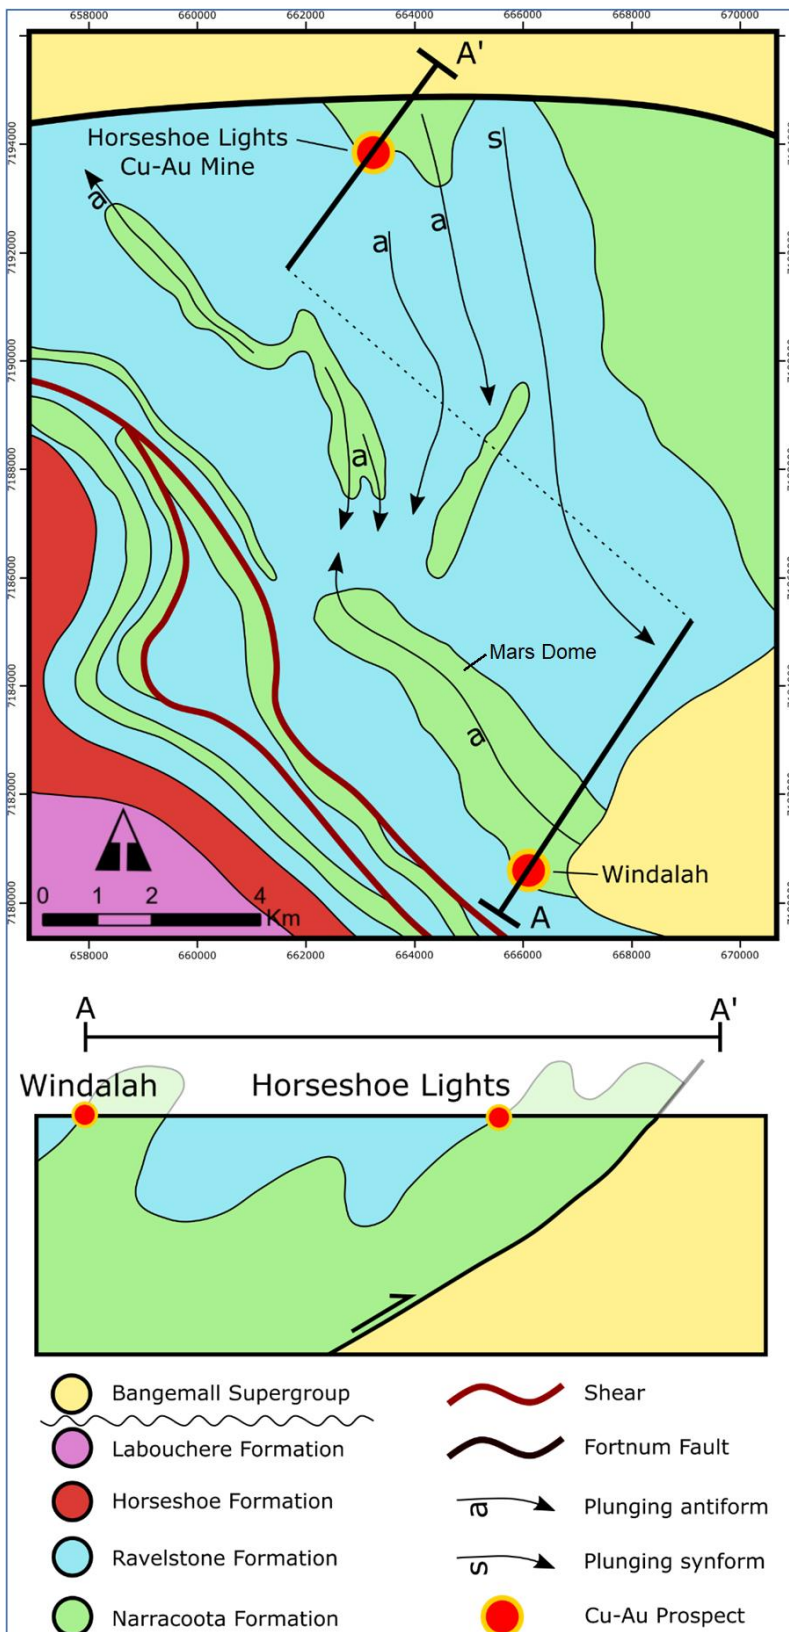 658000 660000 662000 664000 666000 668000 670000
A'
Horseshoe Lights
Cu-Au Mine
s
a
a
a
7194000
7192000
7190000
7188000
7186000
7184000
7182000
7180000
a
Mars Dome
a
Windalah
A
0 1 2 4
Km
658000 660000 662000 664000 666000 668000 670000
A A'
Windalah Horseshoe Lights
Bangemall Supergroup
Labouchere Formation
Horseshoe Formation
Ravelstone Formation
Narracoota Formation
Shear
Fortnum Fault
a Plunging antiform
s Plunging synform
Cu-Au Prospect